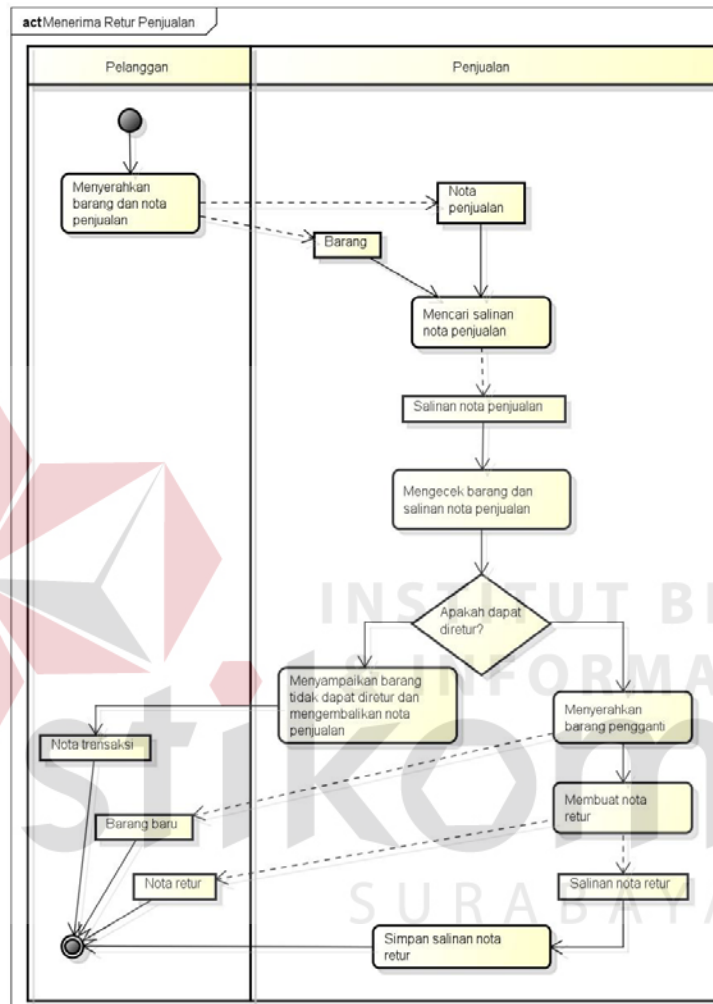 act Menerima Retur Penjualan
Pelanggan
Penjualan
Menyerahkan
barang dan nota
penjualan
Nota
penjualan
Barang
Mencari salinan
nota penjualan
Salinan nota penjualan
Mengecek barang dan
salinan nota penjualan
Apakah dapat
diretur?
INSTITUT BI
& INFORMA
Menyampaikan barang
tidak dapat diretur dan
mengembalikan nota
penjualan
Menyerahkan
barang pengganti
Nota transaksi
stikom
Membuat nota
retur
Barang baru
Nota retur
Salinan nota retur
SURABAYA
Simpan salinan nota
retur